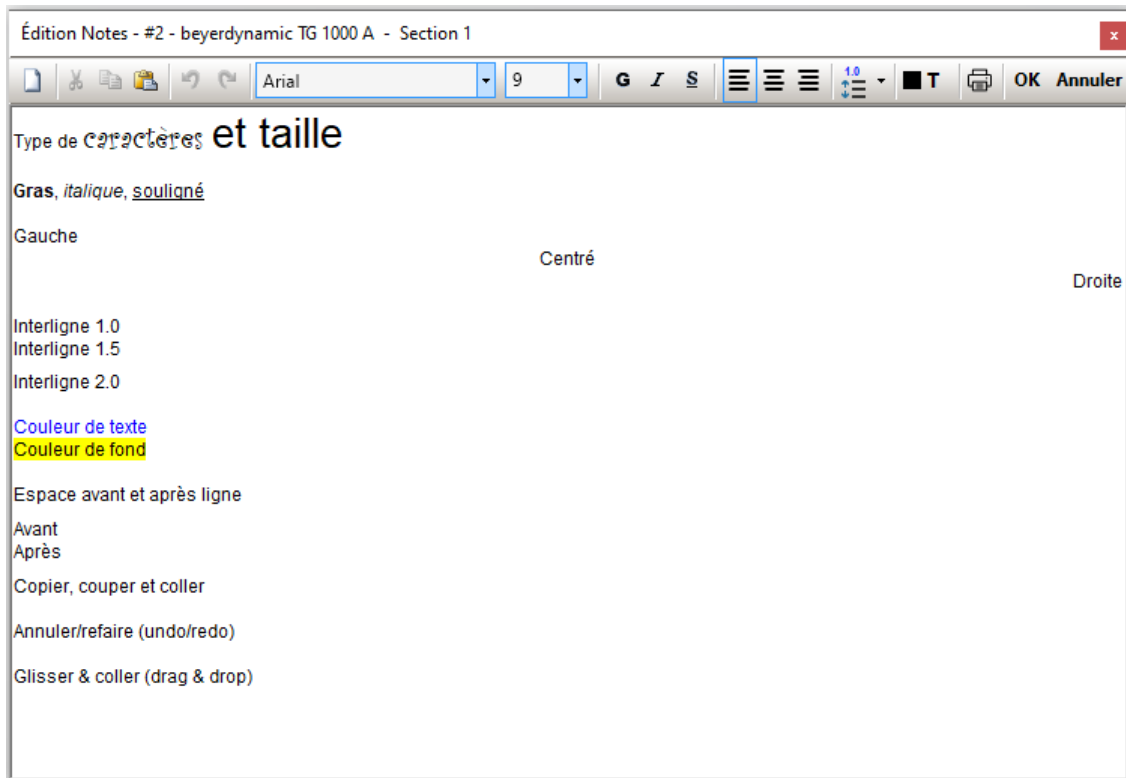 Édition Notes - #2 - beyerdynamic TG 1000 A - Section 1 x
Arial 9 G I S 1.0 T OK Annuler
Type de caractères et taille
Gras, italique, souligné
Gauche
Centré
Droite
Interligne 1.0
Interligne 1.5
Interligne 2.0
Couleur de texte
Couleur de fond
Espace avant et après ligne
Avant
Après
Copier, couper et coller
Annuler/refaire (undo/redo)
Glisser & coller (drag & drop)